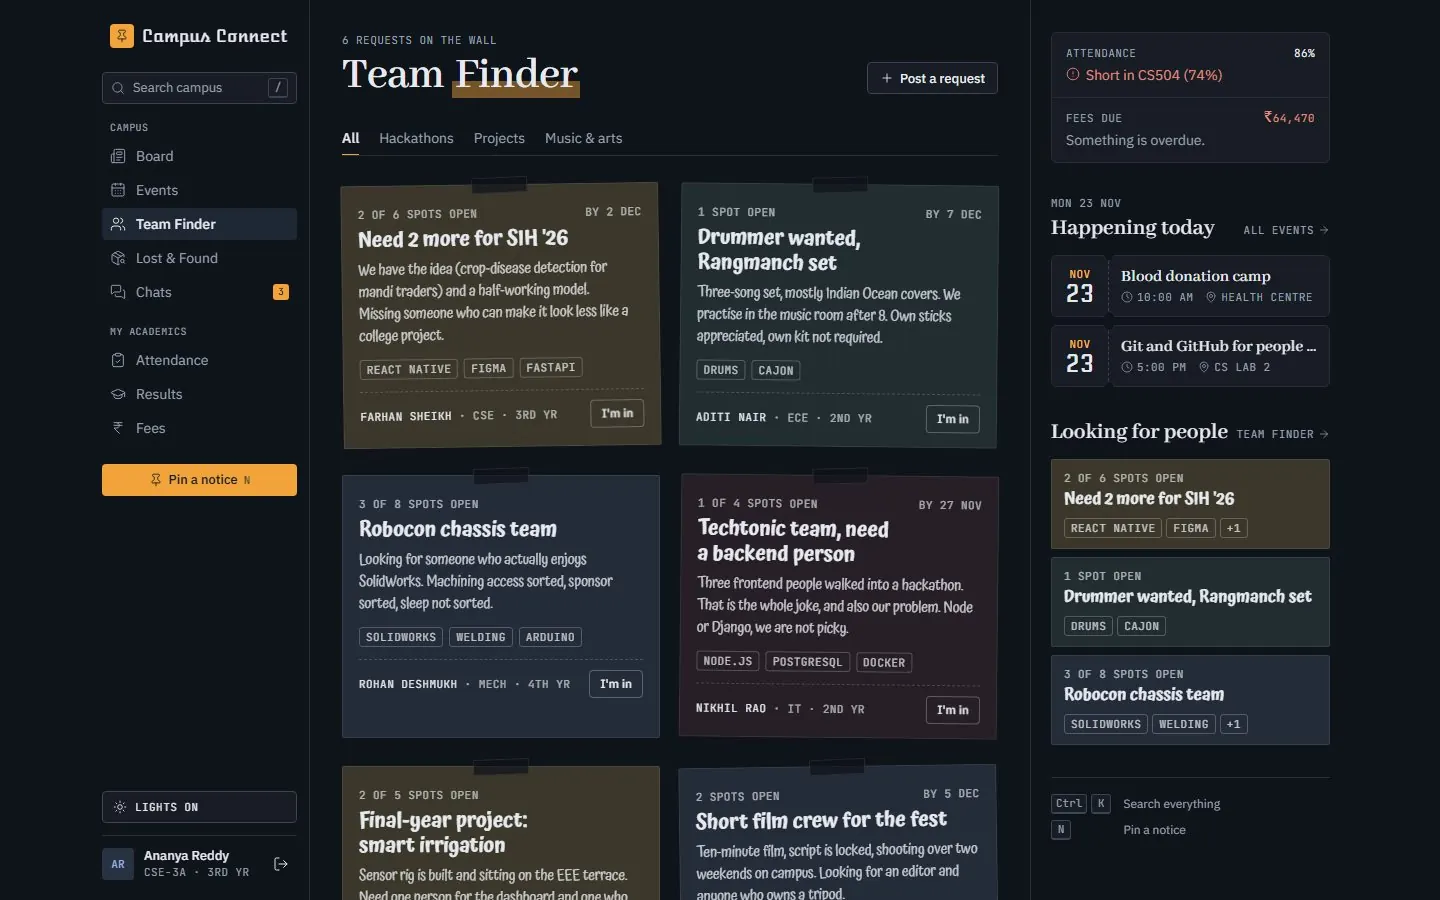 Campus Connect
Search campus /
CAMPUS
Board
Events
Team Finder
Lost & Found
Chats 3
MY ACADEMICS
Attendance
Results
Fees
Pin a notice N
LIGHTS ON
AR
Ananya Reddy
CSE-3A · 3RD YR
6 REQUESTS ON THE WALL
Team Finder
Post a request
All Hackathons Projects Music & arts
2 OF 6 SPOTS OPEN BY 2 DEC
Need 2 more for SIH '26
We have the idea (crop-disease detection for
mandi traders) and a half-working model.
Missing someone who can make it look less like a
college project.
REACT NATIVE FIGMA FASTAPI
FARHAN SHEIKH · CSE · 3RD YR I'm in
1 SPOT OPEN BY 7 DEC
Drummer wanted,
Rangmanch set
Three-song set, mostly Indian Ocean covers. We
practise in the music room after 8. Own sticks
appreciated, own kit not required.
DRUMS CAJON
ADITI NAIR · ECE · 2ND YR I'm in
3 OF 8 SPOTS OPEN
Robocon chassis team
Looking for someone who actually enjoys
SolidWorks. Machining access sorted, sponsor
sorted, sleep not sorted.
SOLIDWORKS WELDING ARDUINO
ROHAN DESHMUKH · MECH · 4TH YR I'm in
1 OF 4 SPOTS OPEN BY 27 NOV
Techtonic team, need
a backend person
Three frontend people walked into a hackathon.
That is the whole joke, and also our problem. Node
or Django, we are not picky.
NODE.JS POSTGRESQL DOCKER
NIKHIL RAO · IT · 2ND YR I'm in
2 OF 5 SPOTS OPEN
Final-year project:
smart irrigation
Sensor rig is built and sitting on the EEE terrace.
Need one person for the dashboard and one who
2 SPOTS OPEN BY 5 DEC
Short film crew for the fest
Ten-minute film, script is locked, shooting over two
weekends on campus. Looking for an editor and
anyone who owns a tripod.
ATTENDANCE 86%
Short in CS504 (74%)
FEES DUE ₹64,470
Something is overdue.
MON 23 NOV
Happening today ALL EVENTS →
NOV
23
Blood donation camp
10:00 AM HEALTH CENTRE
NOV
23
Git and GitHub for people …
5:00 PM CS LAB 2
Looking for people TEAM FINDER →
2 OF 6 SPOTS OPEN
Need 2 more for SIH '26
REACT NATIVE FIGMA +1
1 SPOT OPEN
Drummer wanted, Rangmanch set
DRUMS CAJON
3 OF 8 SPOTS OPEN
Robocon chassis team
SOLIDWORKS WELDING +1
Ctrl K Search everything
N Pin a notice